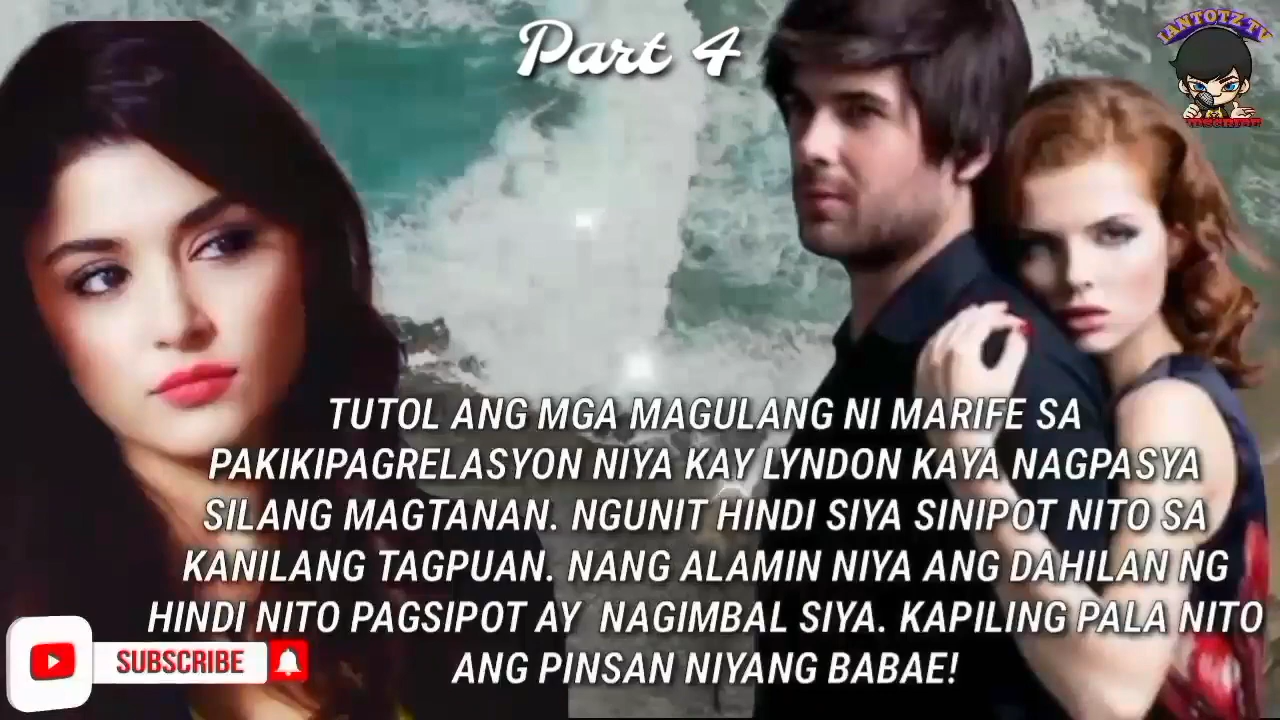 Part 4
IANTOTZ TV
TUTOL ANG MGA MAGULANG NI MARIFE SA
PAKIKIPAGRELASYON NIYA KAY LYNDON KAYA NAGPASYA
SILANG MAGTANAN. NGUNIT HINDI SIYA SINIPOT NITO SA
KANILANG TAGPUAN. NANG ALAMIN NIYA ANG DAHILAN NG
HINDI NITO PAGSIPOT AY NAGIMBAL SIYA. KAPILING PALA NITO
ANG PINSAN NIYANG BABAE!
SUBSCRIBE